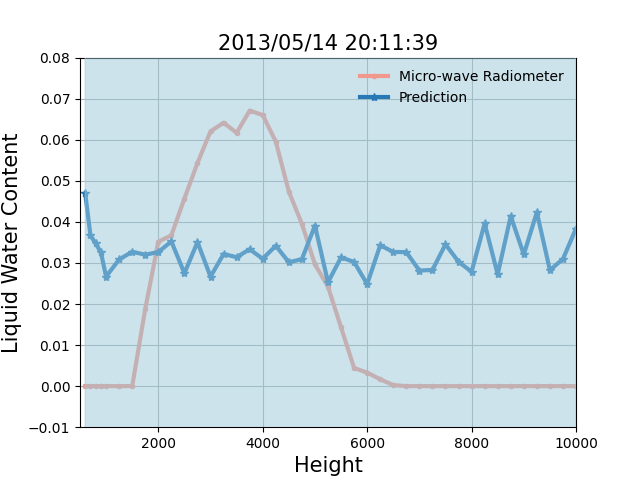 2013/05/14 20:11:39
Micro-wave Radiometer
Prediction
Liquid Water Content
0.08
0.07
0.06
0.05
0.04
0.03
0.02
0.01
0.00
−0.01
2000 4000 6000 8000 10000
Height